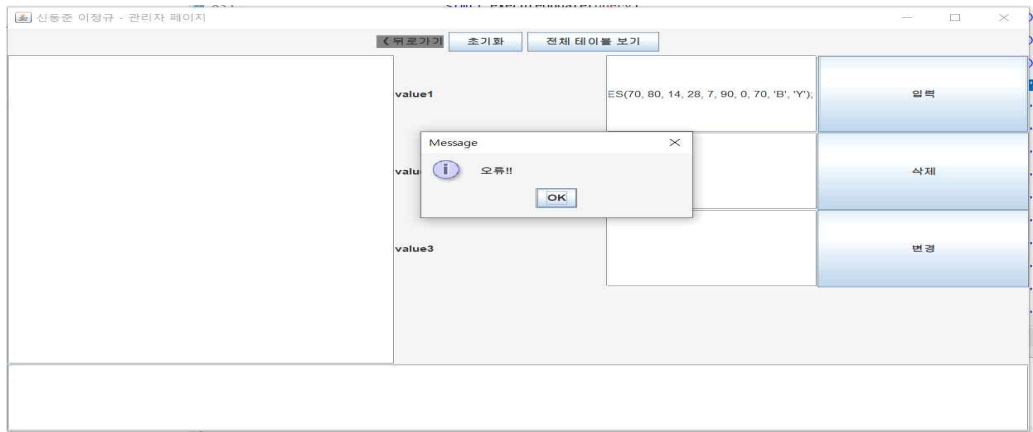 신동준 이정규 - 관리자 페이지
❮ 뒤로가기 초기화 전체 테이블 보기
value1
ES(70, 80, 14, 28, 7, 90, 0, 70, 'B', 'Y');
입력
Message
오류!!
OK
valu
삭제
value3
변경